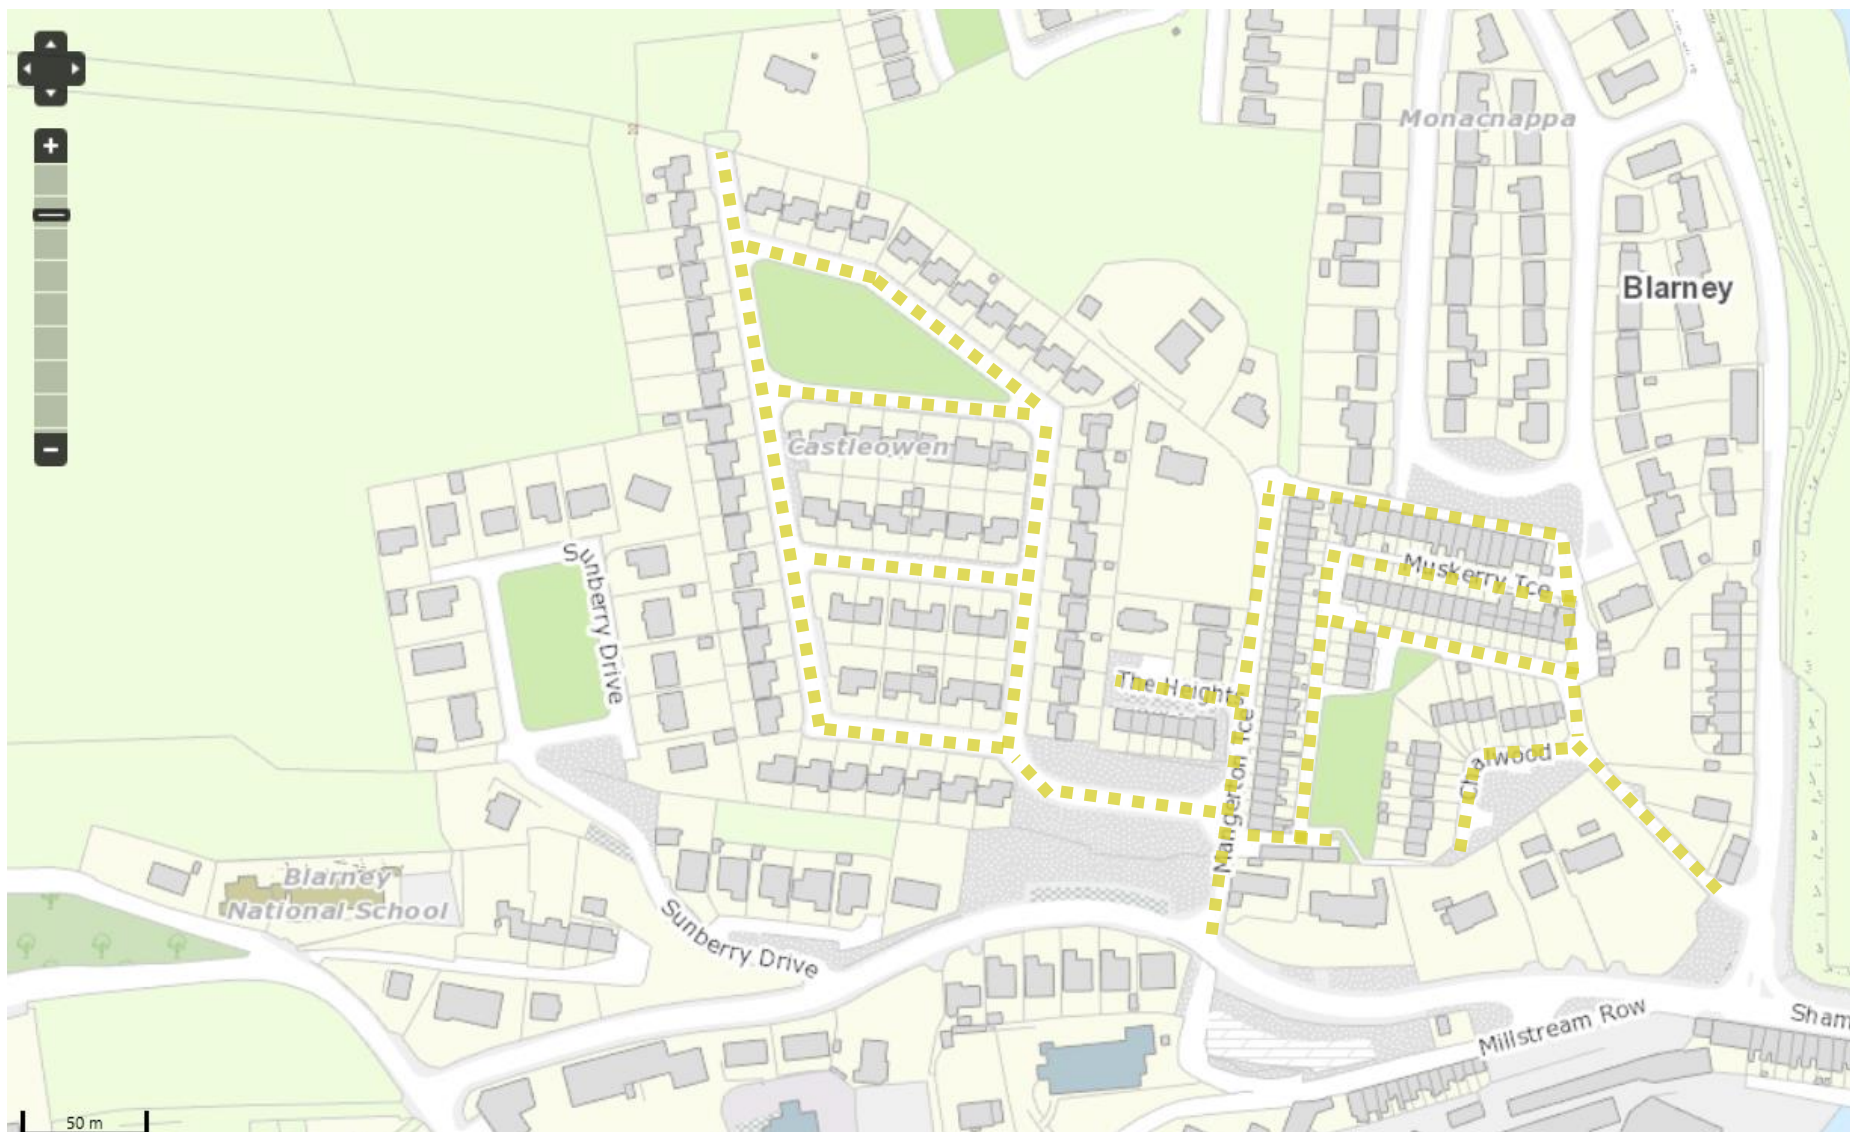 Monacnappa
Blarney
Castleowen
Muskerry Tce
Sunberry Drive
The Heights
Mangerton Tce
Chalwood
Blarney
National School
Sunberry Drive
Millstream Row
Sham
50 m